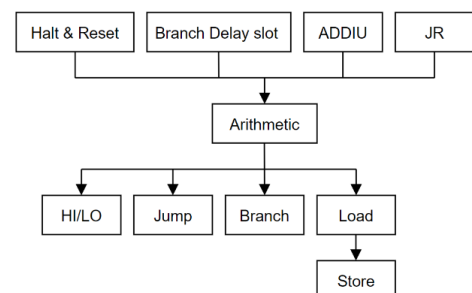 Halt & Reset
Branch Delay slot
ADDIU
JR
Arithmetic
HI/LO
Jump
Branch
Load
Store